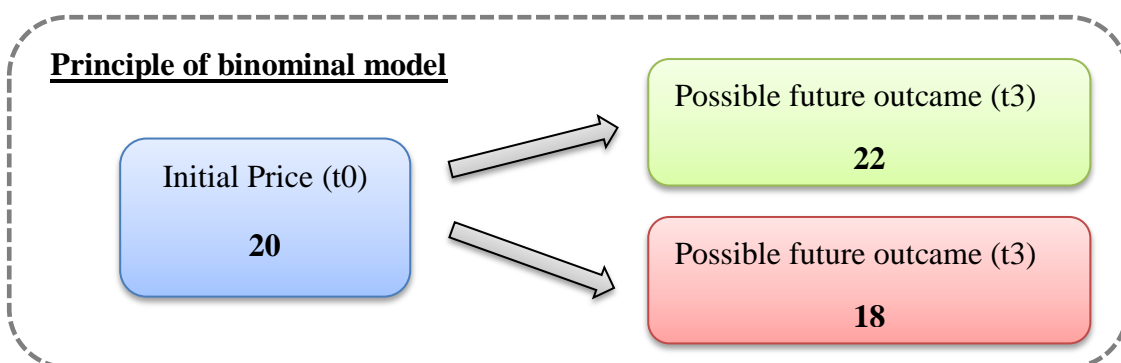 Principle of binominal model
Initial Price (t0)
20
Possible future outcame (t3)
22
Possible future outcame (t3)
18